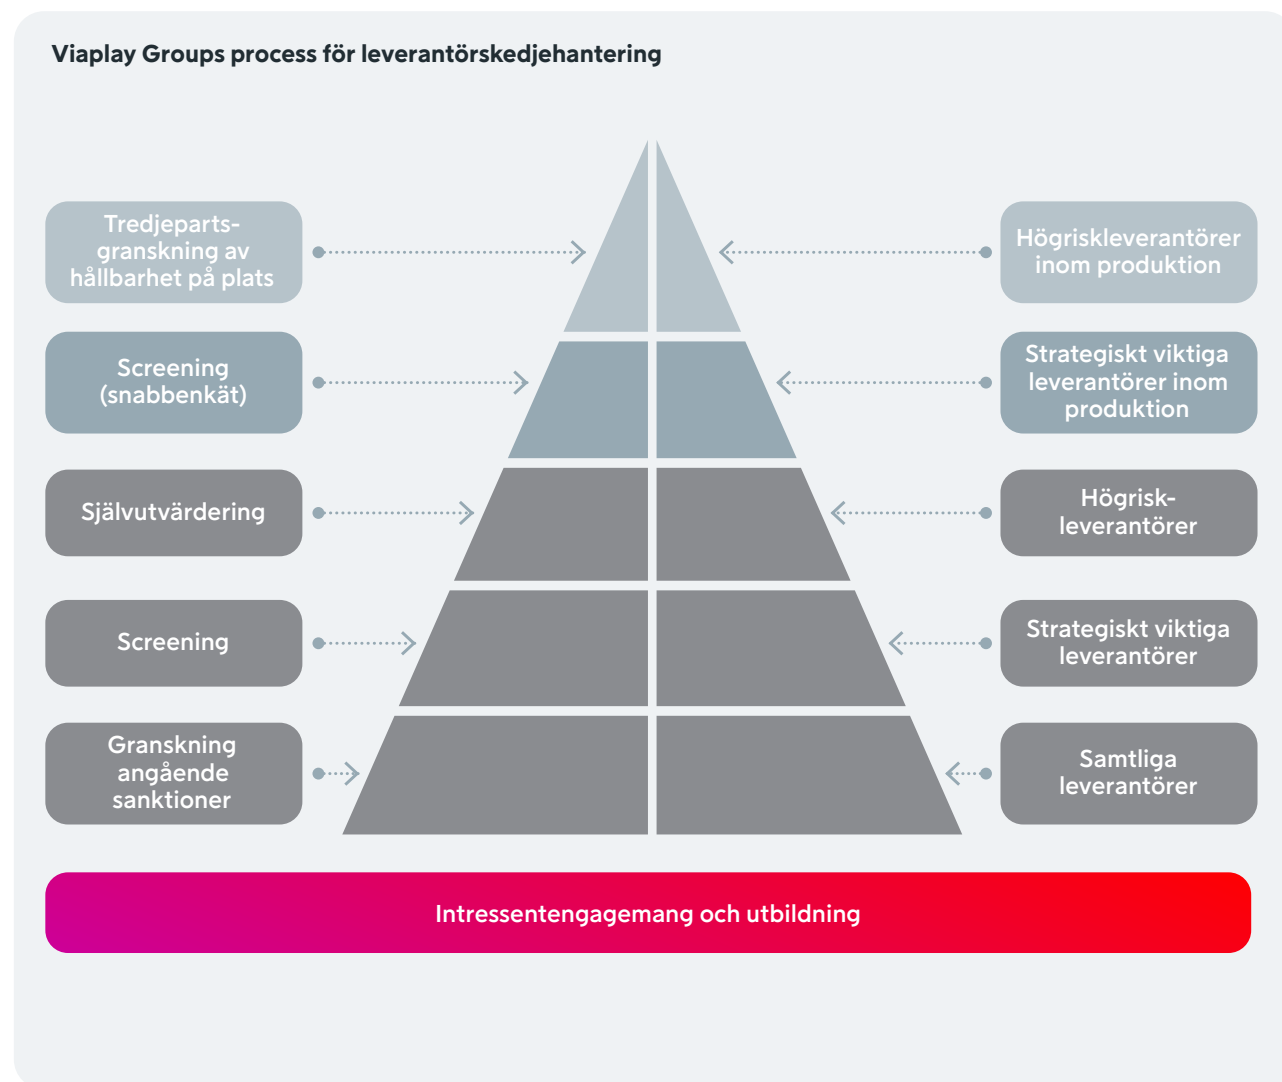 Viaplay Groups process för leverantörskedjehantering
Tredjeparts-
granskning av
hållbarhet på plats
Högriskleverantörer
inom produktion
Screening
(snabbenkät)
Strategiskt viktiga
leverantörer inom
produktion
Självutvärdering
Högrisk-
leverantörer
Screening
Strategiskt viktiga
leverantörer
Granskning
angående
sanktioner
Samtliga
leverantörer
Intressentengagemang och utbildning